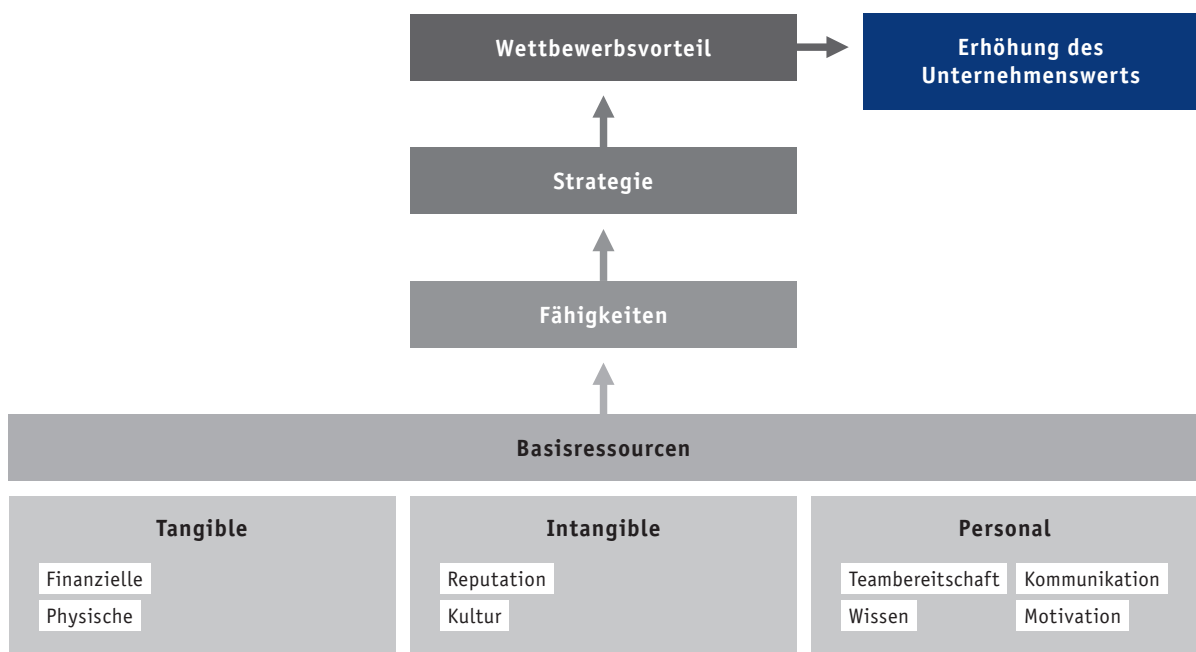 Wettbewerbsvorteil
Erhöhung des
Unternehmenswerts
Strategie
Fähigkeiten
Basisressourcen
Tangible
Finanzielle
Physische
Intangible
Reputation
Kultur
Personal
Teambereitschaft Kommunikation
Wissen Motivation